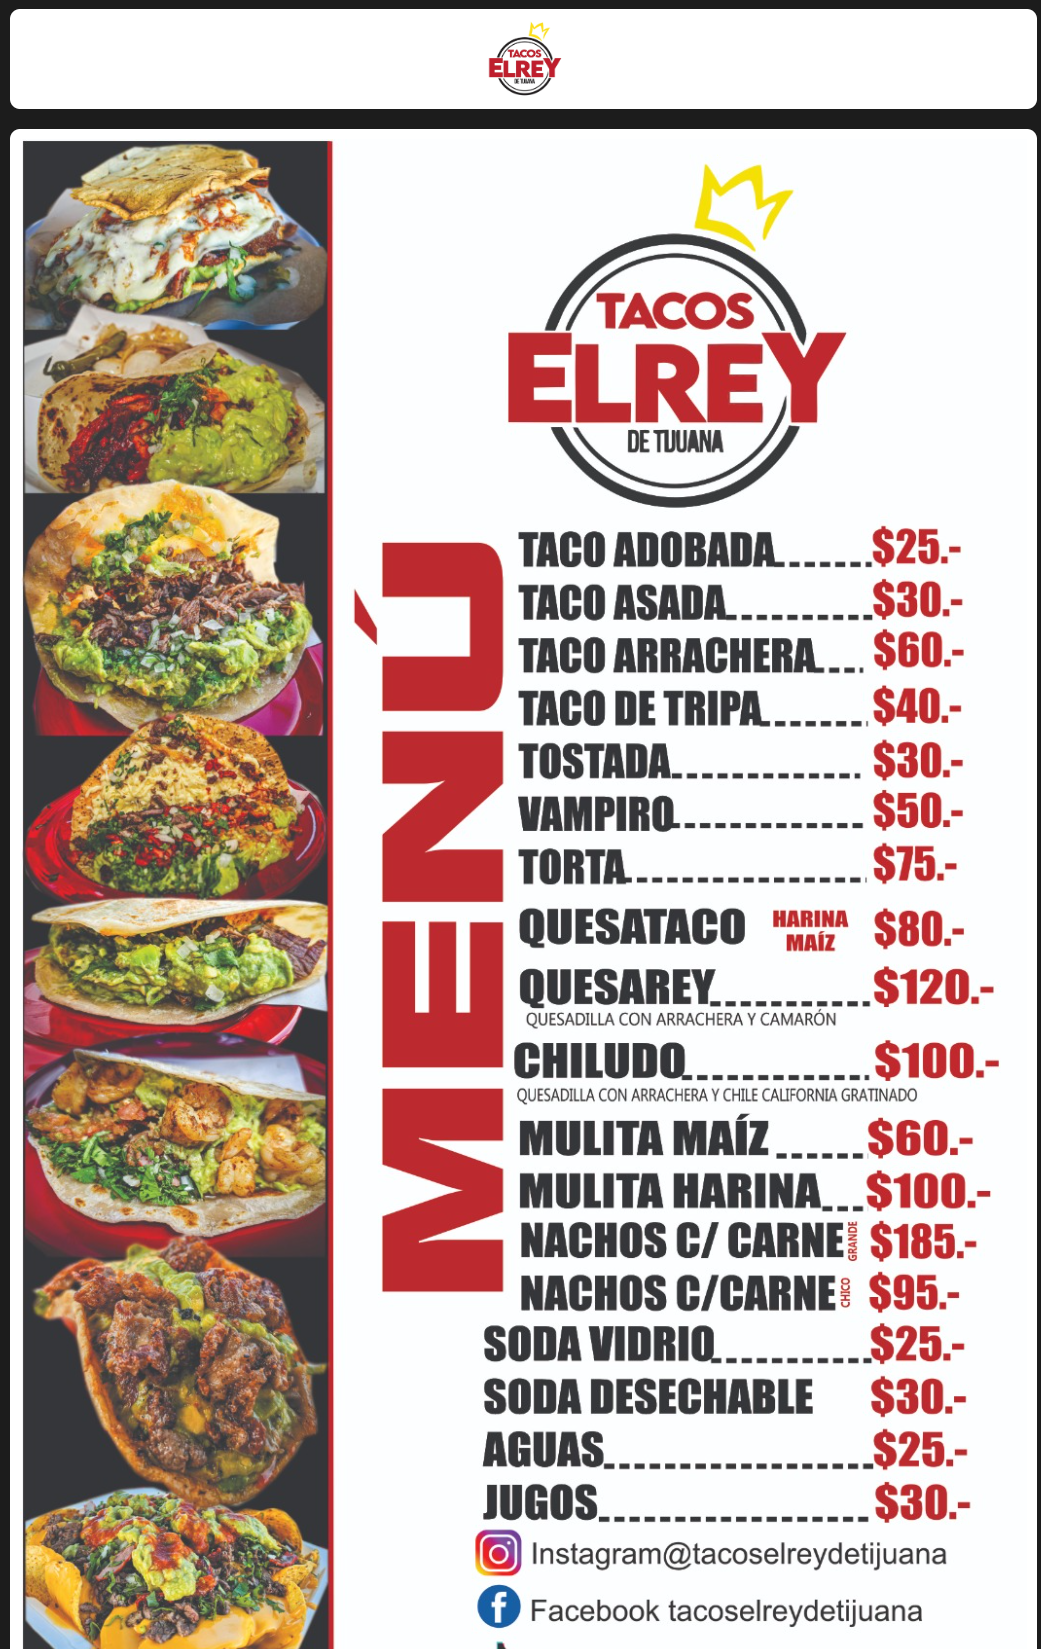 TACOS
ELREY
DE TIJUANA
TACOS
ELREY
DE TIJUANA
MENÚ
TACO ADOBADA $25.-
TACO ASADA $30.-
TACO ARRACHERA $60.-
TACO DE TRIPA $40.-
TOSTADA $30.-
VAMPIRO $50.-
TORTA $75.-
QUESATACO HARINA MAÍZ $80.-
QUESAREY $120.-
QUESADILLA CON ARRACHERA Y CAMARÓN
CHILUDO $100.-
QUESADILLA CON ARRACHERA Y CHILE CALIFORNIA GRATINADO
MULITA MAÍZ $60.-
MULITA HARINA $100.-
NACHOS C/ CARNE GRANDE $185.-
NACHOS C/CARNE CHICO $95.-
SODA VIDRIO $25.-
SODA DESECHABLE $30.-
AGUAS $25.-
JUGOS $30.-
Instagram@tacoselreydetijuana
Facebook tacoselreydetijuana